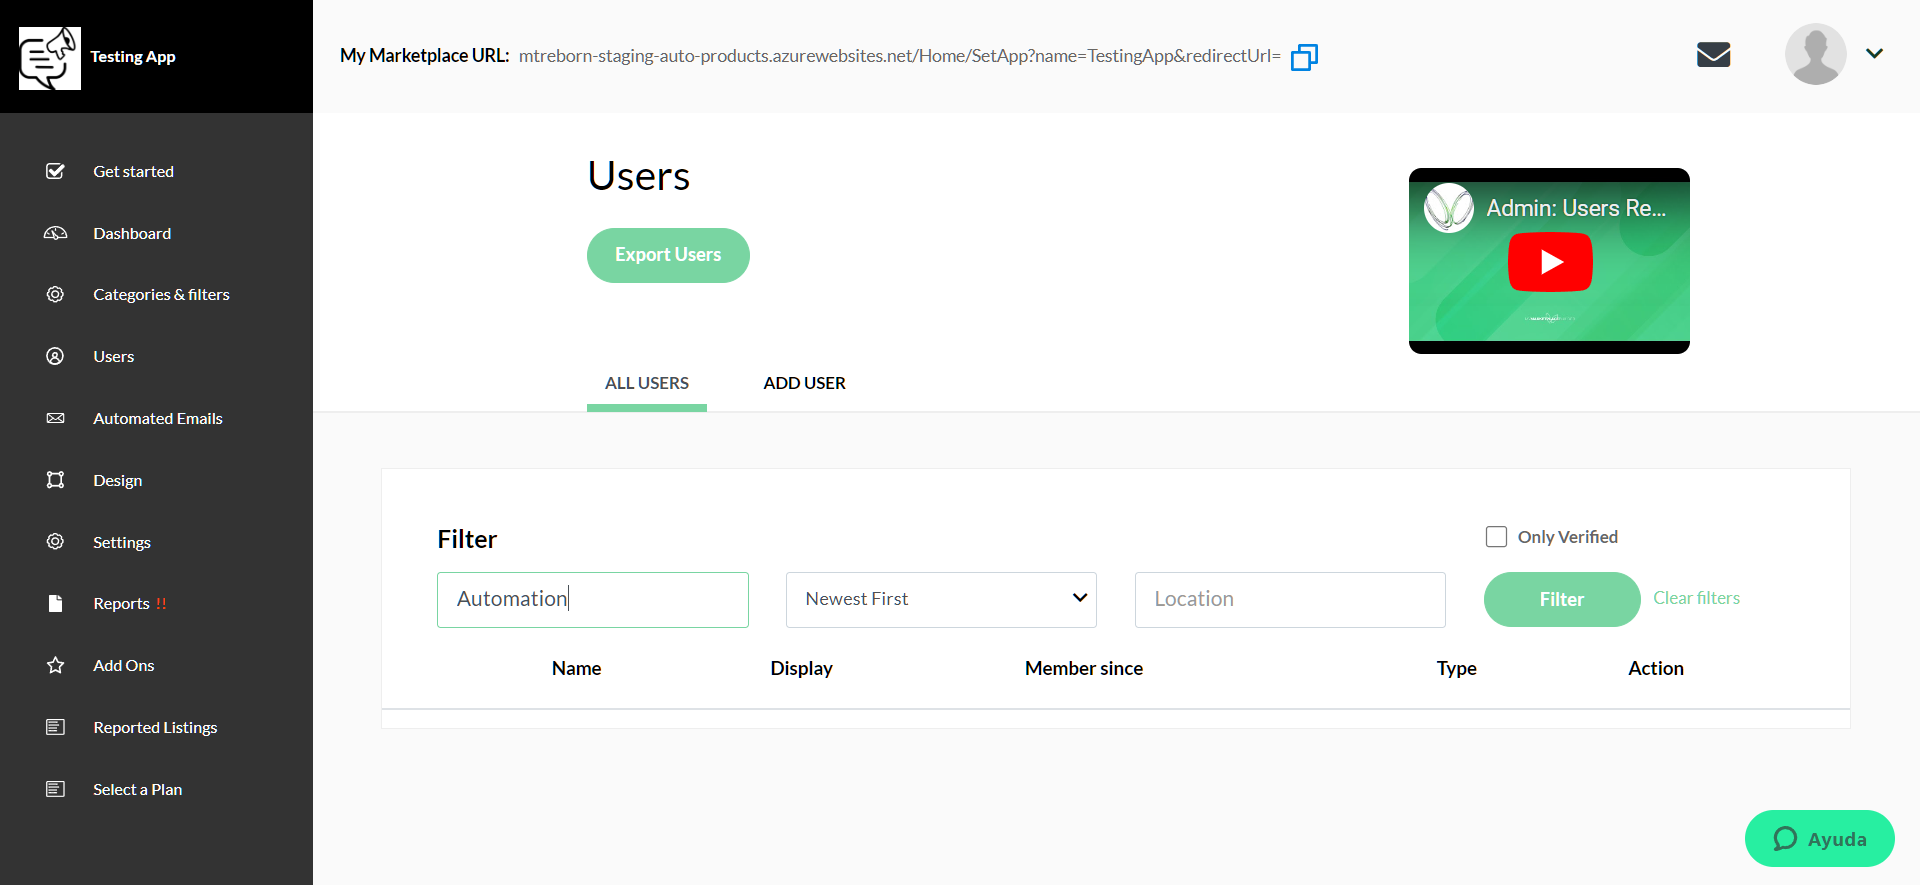 Testing App
My Marketplace URL: mtreborn-staging-auto-products.azurewebsites.net/Home/SetApp?name=TestingApp&redirectUrl=
Get started
Dashboard
Categories & filters
Users
Automated Emails
Design
Settings
Reports !!
Add Ons
Reported Listings
Select a Plan
Users
Export Users
Admin: Users Re...
ALL USERS ADD USER
Filter
Only Verified
Automation Newest First Location Filter Clear filters
Name Display Member since Type Action
Ayuda